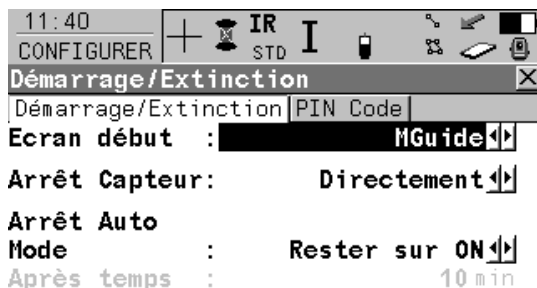 11:40
CONFIGURER
IR
STD
I
Démarrage/Extinction
Démarrage/Extinction PIN Code
Ecran début : MGuide
Arrêt Capteur: Directement
Arrêt Auto
Mode : Rester sur ON
Après temps : 10 min